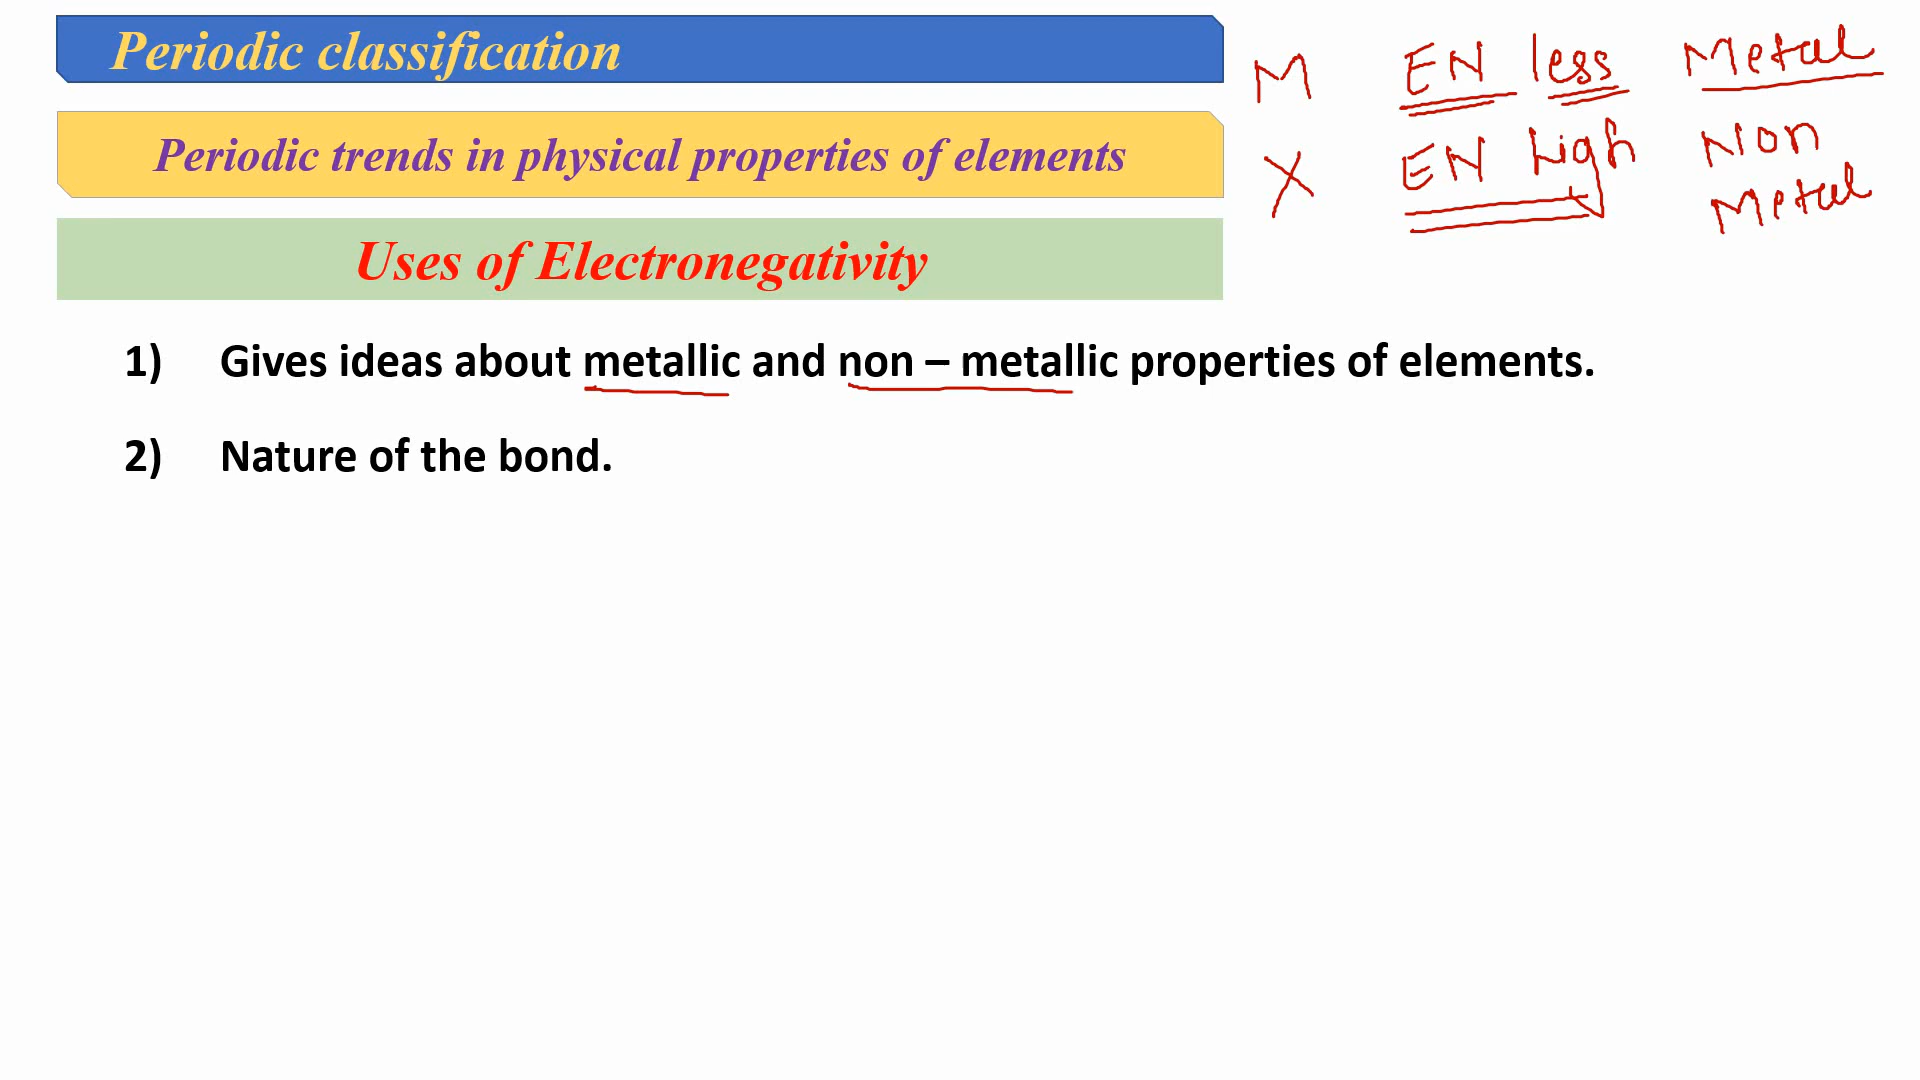 Periodic classification
M EN less Metal
Periodic trends in physical properties of elements
X EN high Non Metal
Uses of Electronegativity
1) Gives ideas about metallic and non – metallic properties of elements.
2) Nature of the bond.